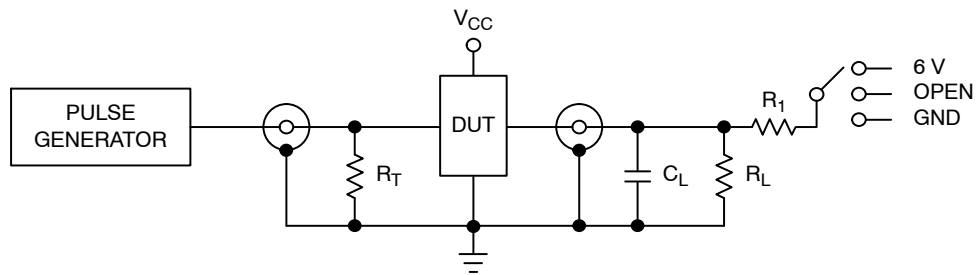 V_CC
PULSE
GENERATOR
DUT
R_T
C_L
R_L
R_1
6 V
OPEN
GND